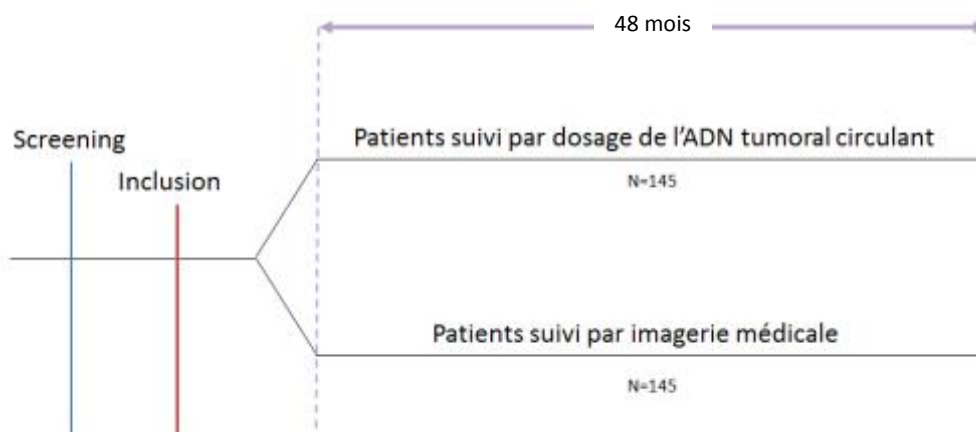 48 mois
Screening
Patients suivi par dosage de l'ADN tumoral circulant
Inclusion
N=145
Patients suivi par imagerie médicale
N=145